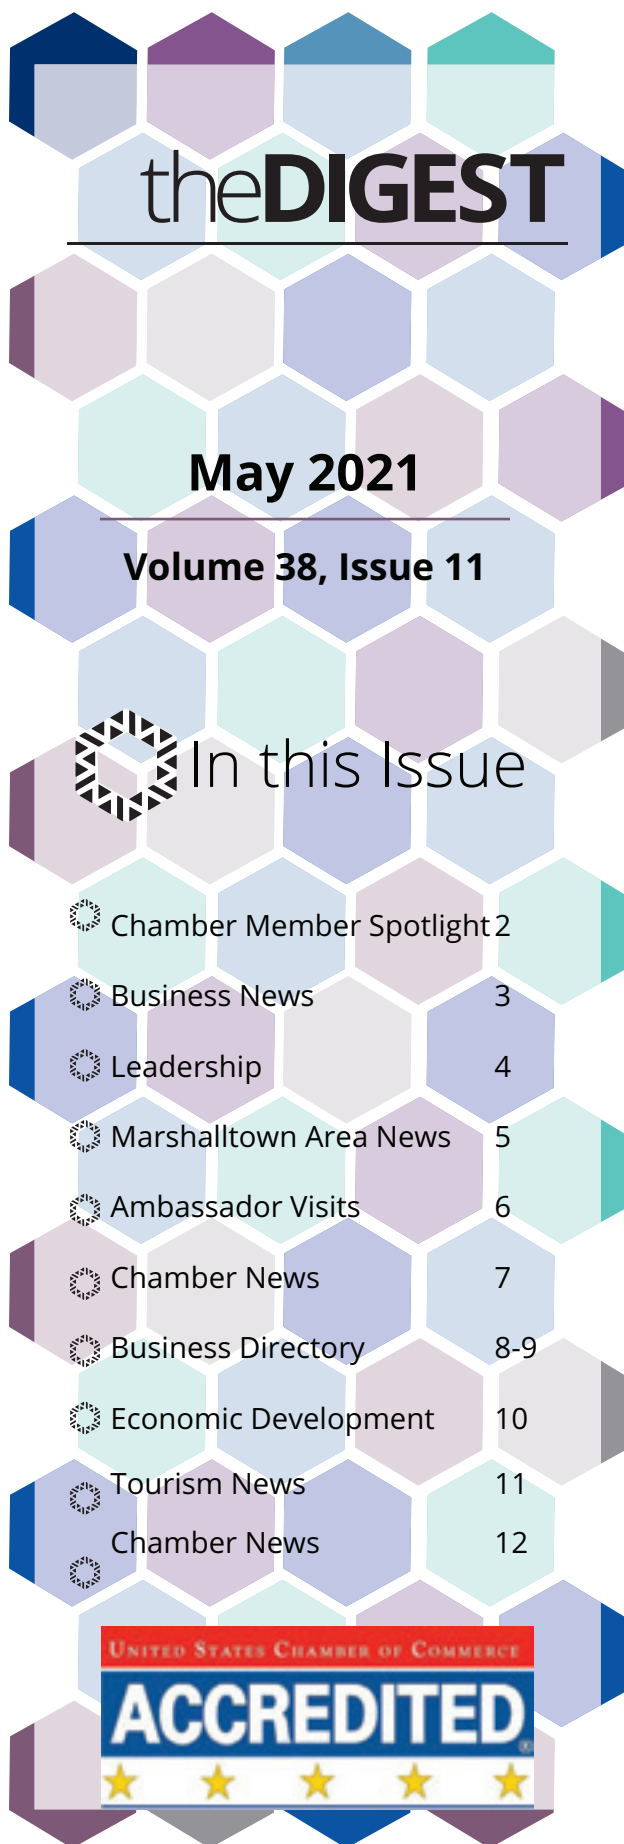 theDIGEST
May 2021
Volume 38, Issue 11
In this Issue
Chamber Member Spotlight 2
Business News 3
Leadership 4
Marshalltown Area News 5
Ambassador Visits 6
Chamber News 7
Business Directory 8-9
Economic Development 10
Tourism News 11
Chamber News 12
UNITED STATES CHAMBER OF COMMERCE
ACCREDITED®